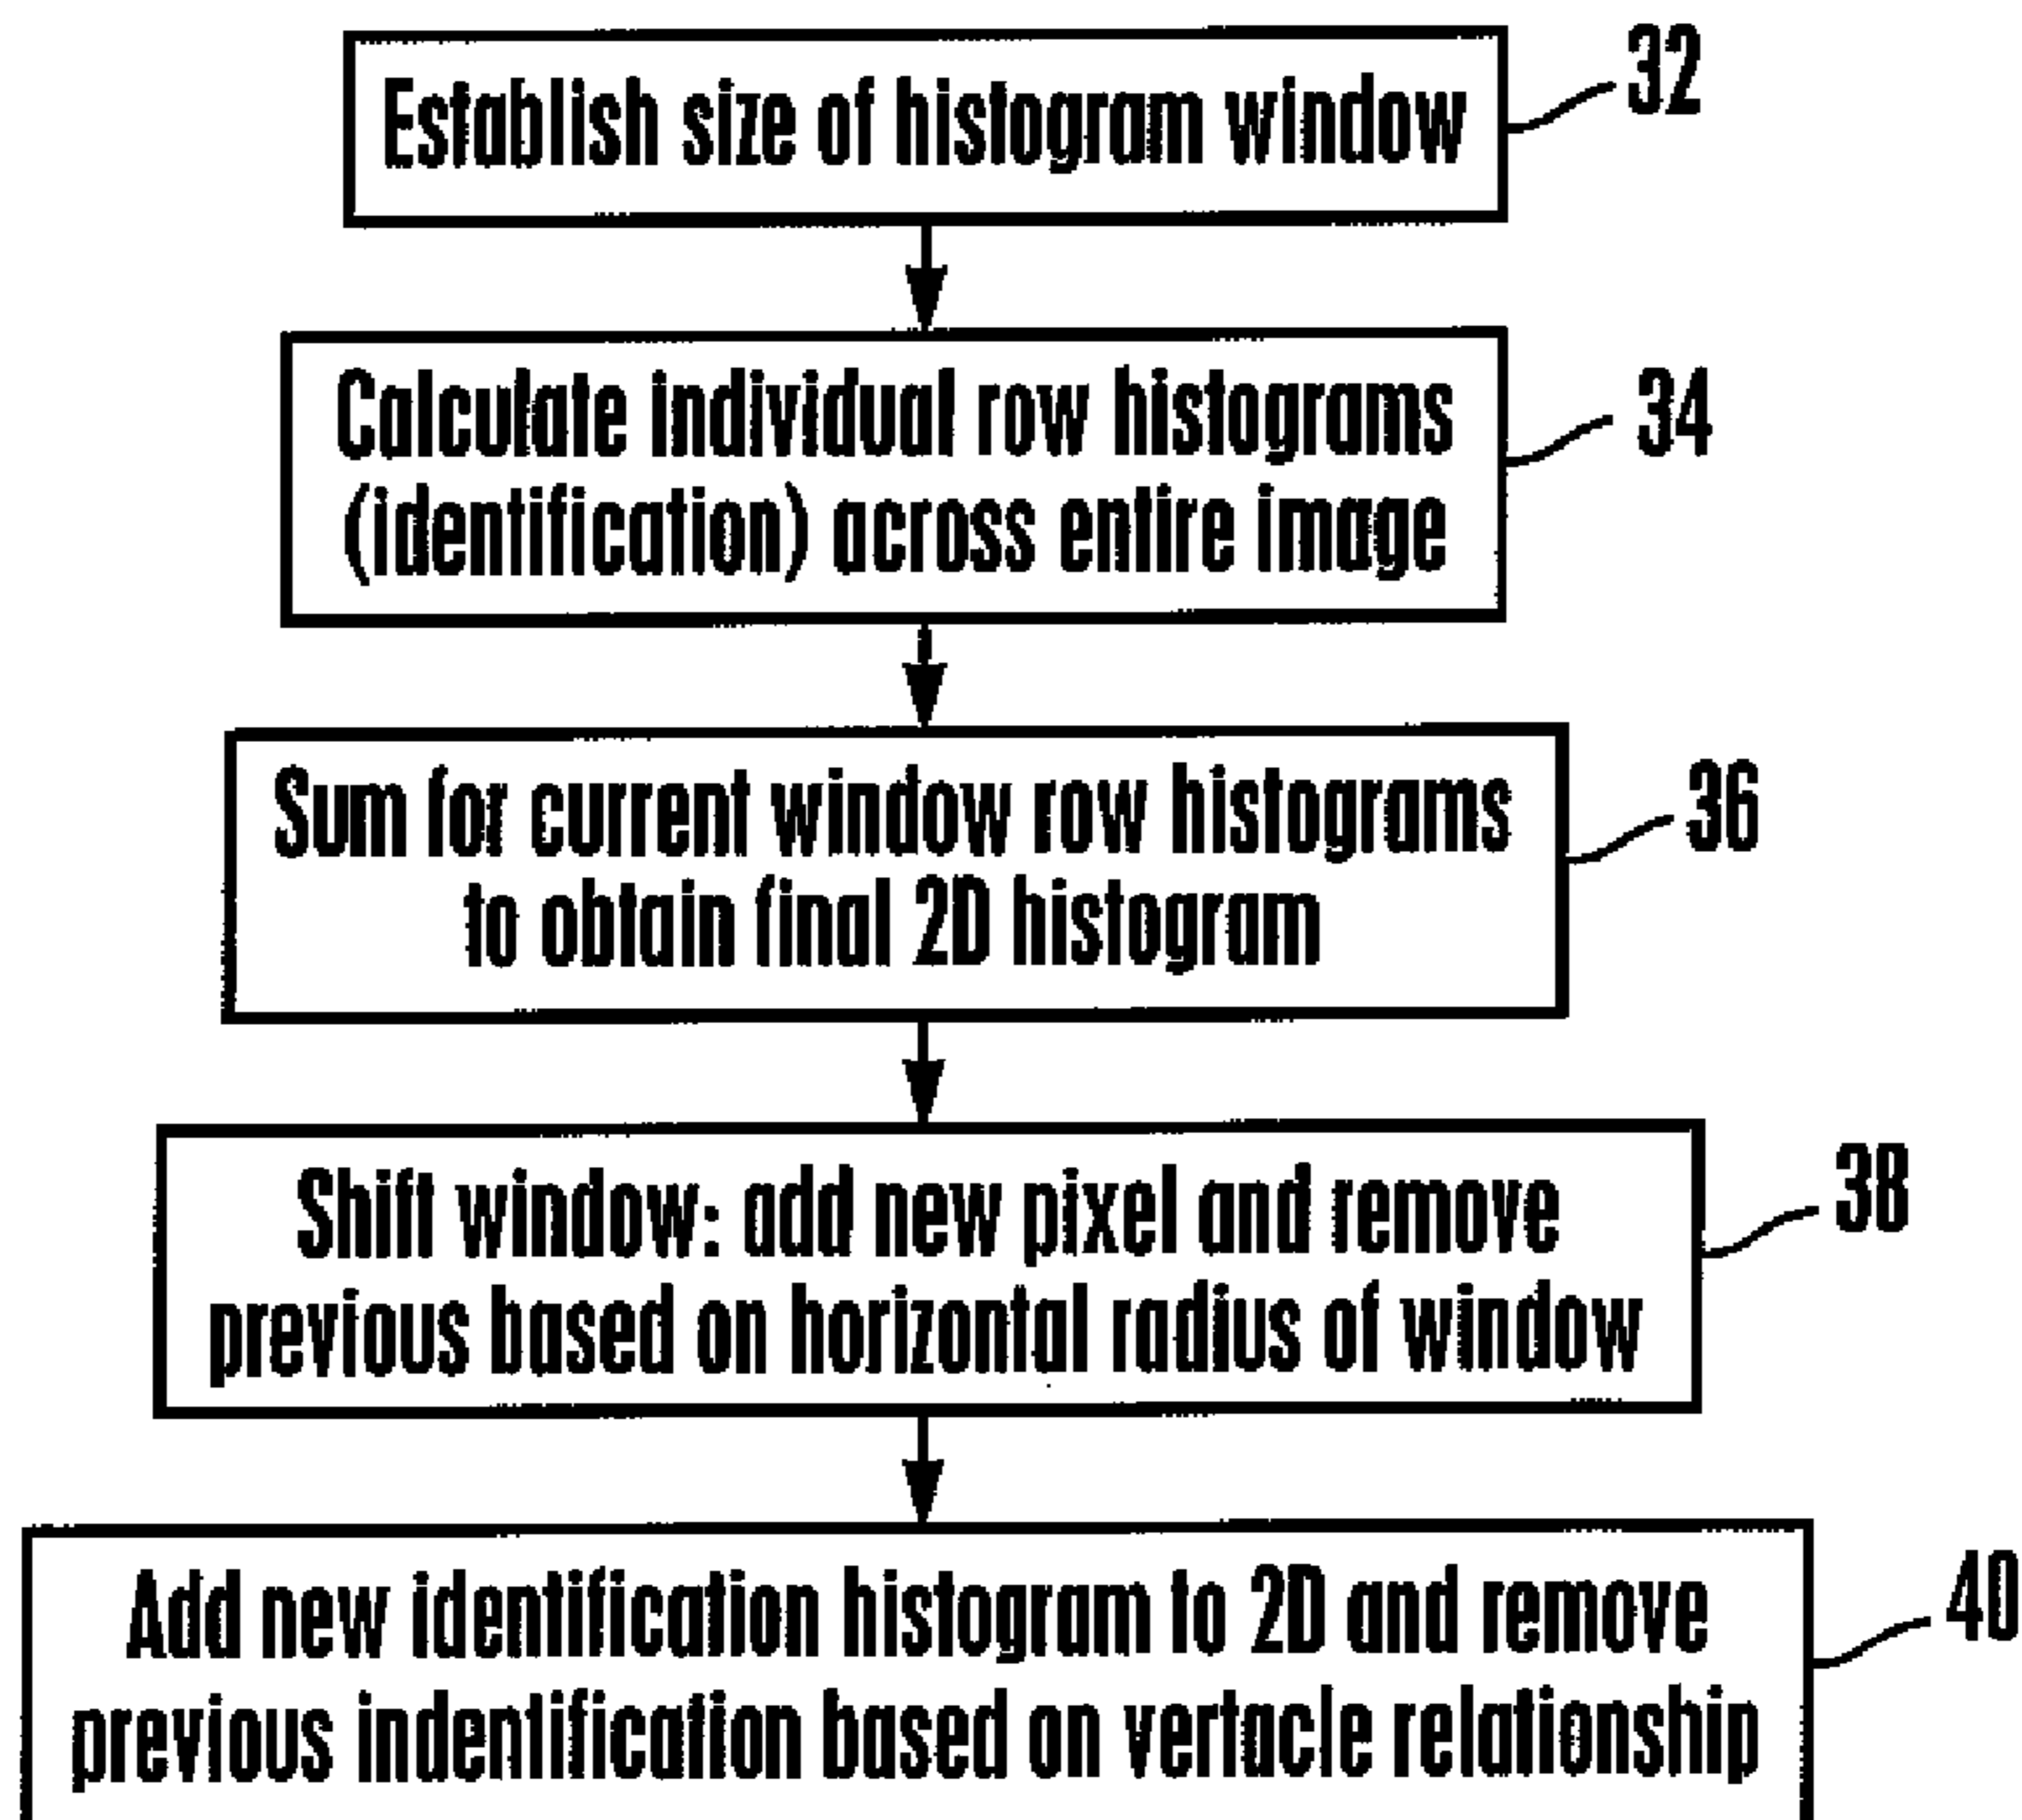 Establish size of histogram window
32
Calculate individual row histograms
(identification) across entire image
34
Sum for current window row histograms
to obtain final 2D histogram
36
Shift window: add new pixel and remove
previous based on horizontal radius of window
38
Add new identification histogram to 2D and remove
previous indentification based on vertacle relationship
40